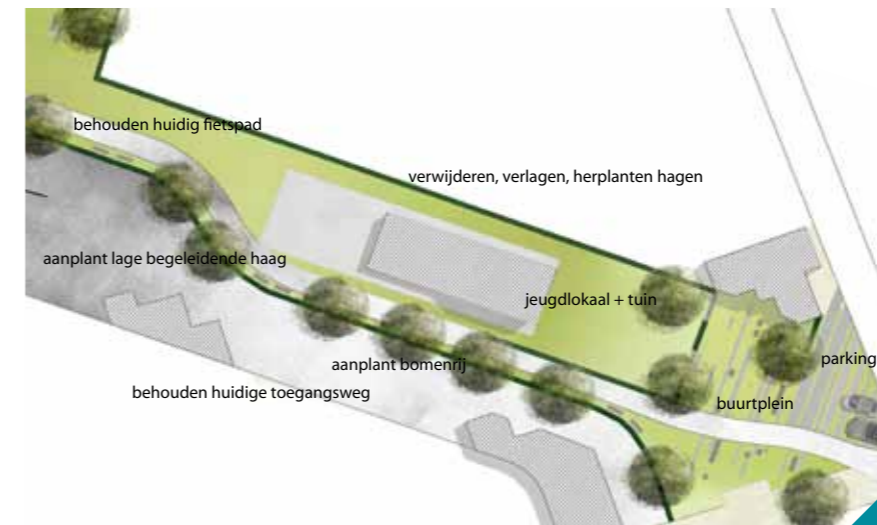 behouden huidig fietspad
verwijderen, verlagen, herplanten hagen
aanplant lage begeleidende haag
jeugdlokaal + tuin
parking
aanplant bomenrij
behouden huidige toegangsweg
buurtplein